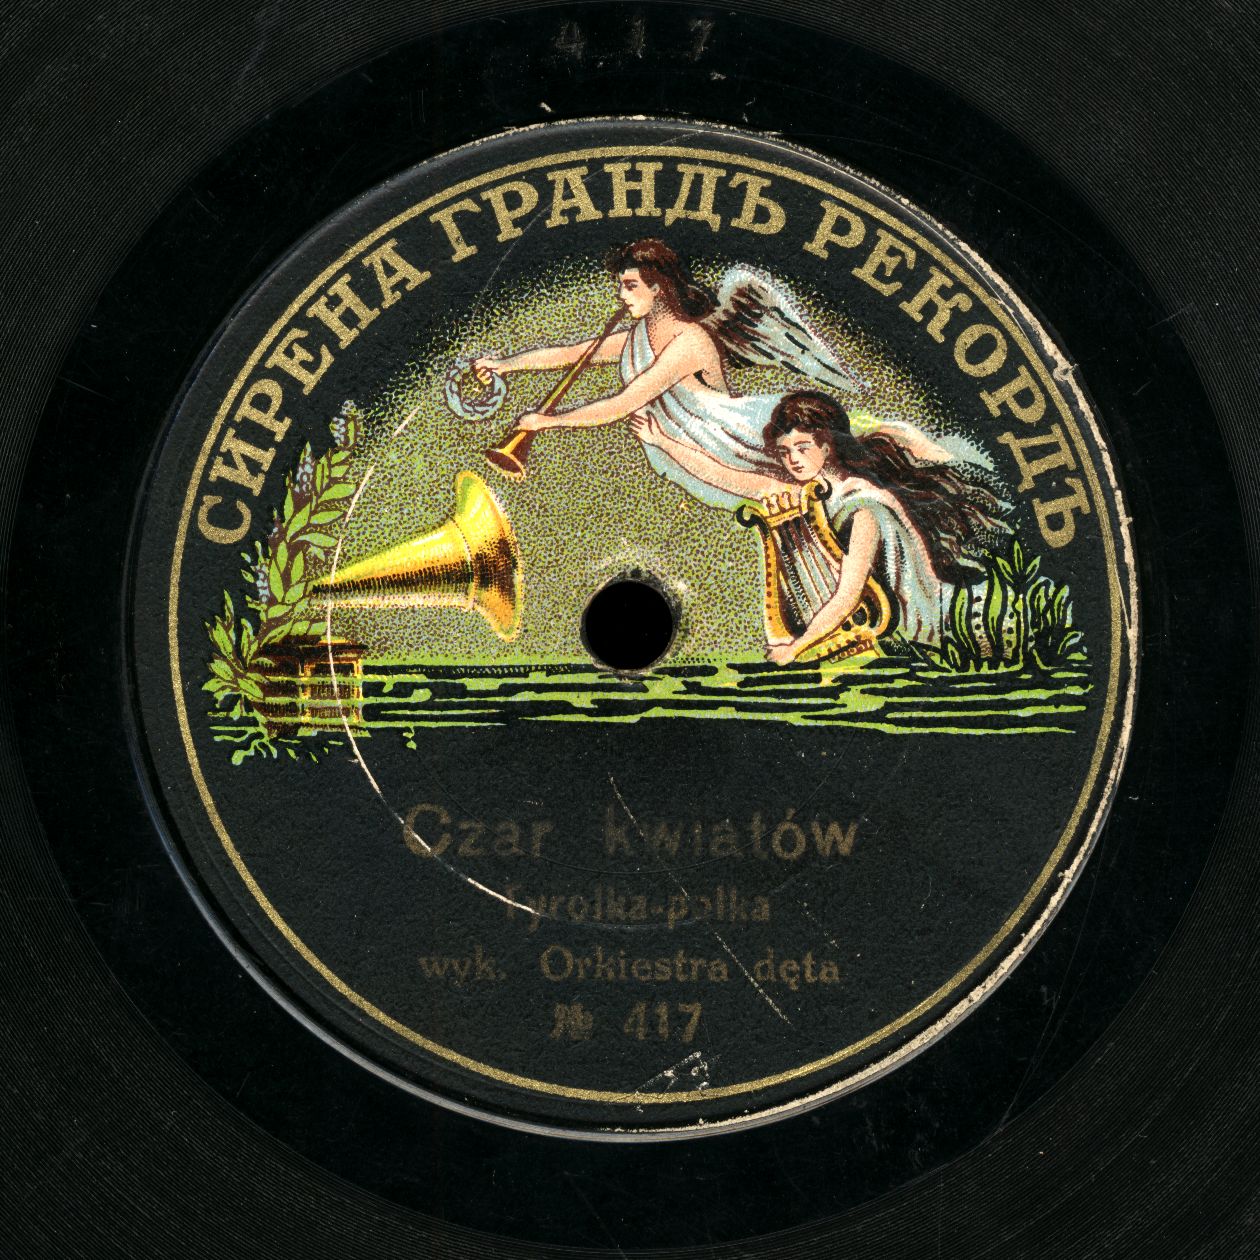 417
СИРЕНА ГРАНДЪ РЕКОРДЪ
Czar kwiatów
Tyrolka-polka
wyk. Orkiestra dęta
№ 417